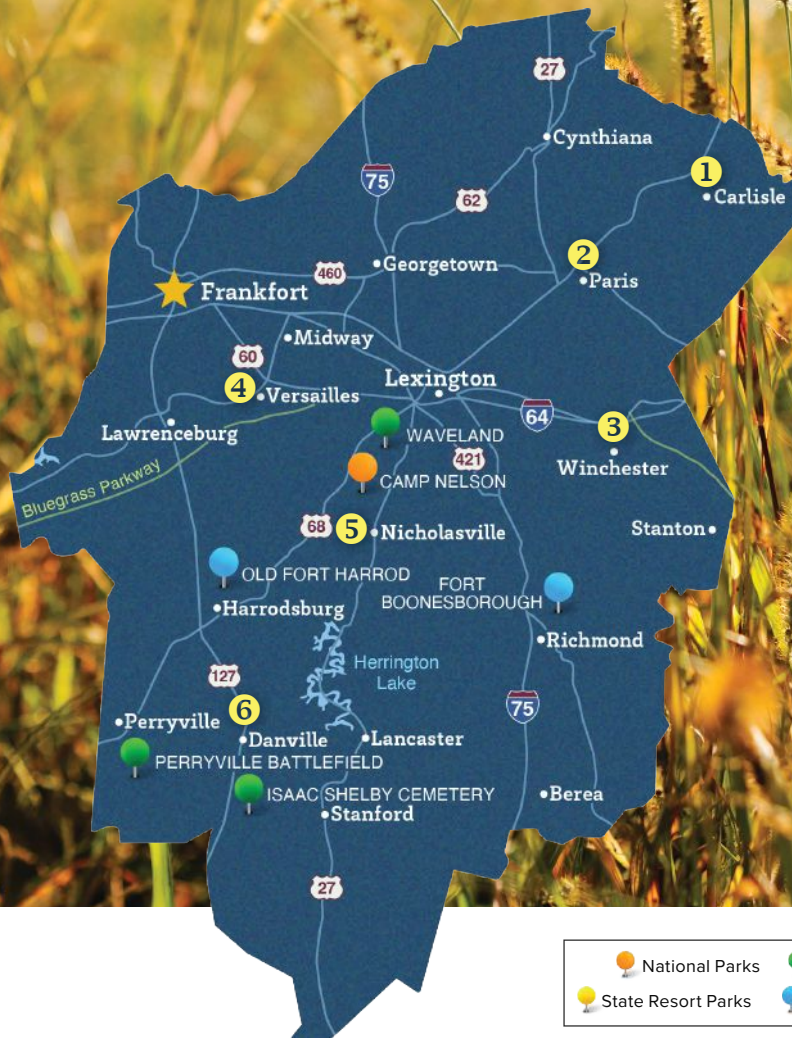 27
Cynthiana
1
75
62
Carlisle
2
Georgetown
460
Paris
Frankfort
Midway
60
Lexington
4
Versailles
64
3
WAVELAND
Lawrenceburg
421
Winchester
CAMP NELSON
Bluegrass Parkway
68
5
Nicholasville
Stanton
OLD FORT HARROD
FORT
BOONESBOROUGH
Harrodsburg
Richmond
Herrington
Lake
127
6
75
Perryville
Danville
Lancaster
PERRYVILLE BATTLEFIELD
ISAAC SHELBY CEMETERY
Berea
Stanford
27
National Parks
State Resort Parks